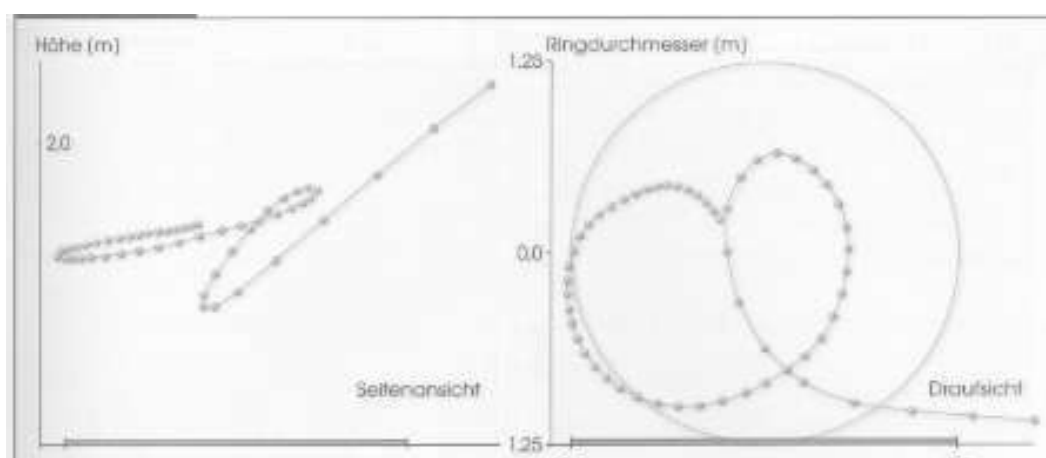 Höhe (m)
2,0
Seitenansicht
Ringdurchmesser (m)
1.25
0.0
1.25
Draufsicht